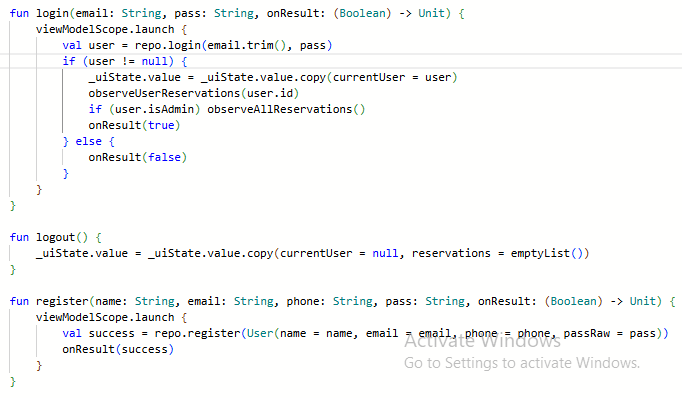 fun login(email: String, pass: String, onResult: (Boolean) -> Unit) {
    viewModelScope.launch {
        val user = repo.login(email.trim(), pass)
        if (user != null) {
            _uiState.value = _uiState.value.copy(currentUser = user)
            observeUserReservations(user.id)
            if (user.isAdmin) observeAllReservations()
            onResult(true)
        } else {
            onResult(false)
        }
    }
}

fun logout() {
    _uiState.value = _uiState.value.copy(currentUser = null, reservations = emptyList())
}

fun register(name: String, email: String, phone: String, pass: String, onResult: (Boolean) -> Unit) {
    viewModelScope.launch {
        val success = repo.register(User(name = name, email = email, phone = phone, passRaw = pass))
        onResult(success)
    }
}
Activate Windows
Go to Settings to activate Windows.